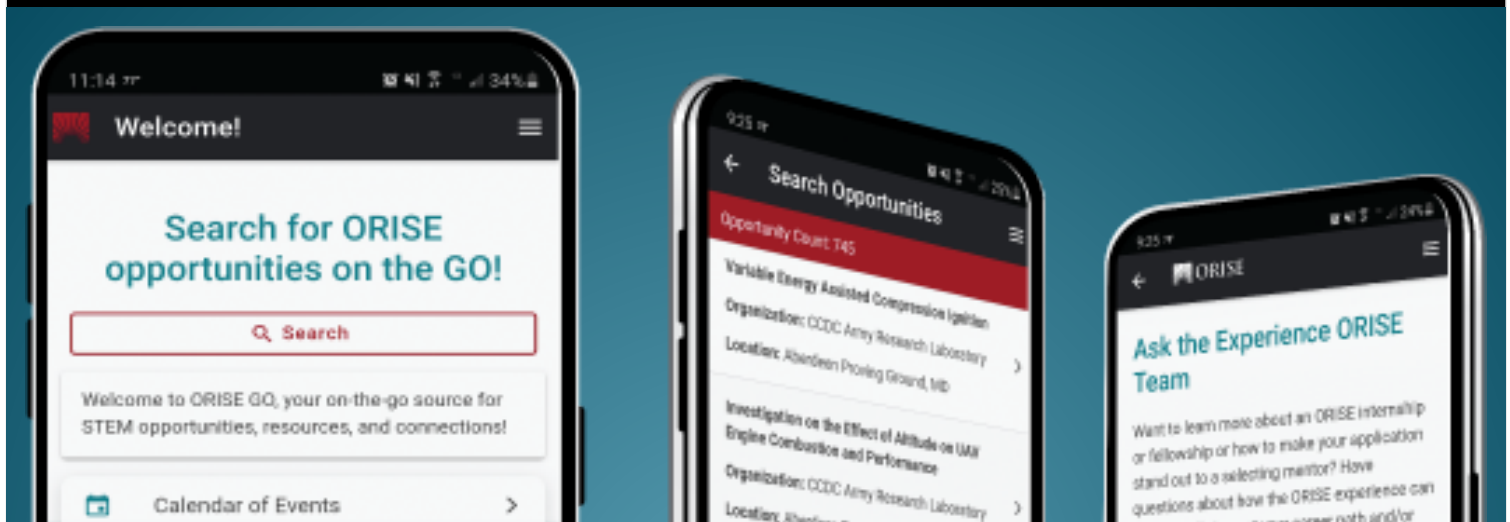 11:14
34%
Welcome!
Search for ORISE
opportunities on the GO!
Search
Welcome to ORISE GO, your on-the-go source for
STEM opportunities, resources, and connections!
Calendar of Events
9:25
Search Opportunities
Opportunity Count: 745
Variable Energy Assisted Compression Ignition
Organization: CCDC Army Research Laboratory
Location: Aberdeen Proving Ground, MD
Investigation on the Effect of Altitude on UAV
Engine Combustion and Performance
Organization: CCDC Army Research Laboratory
Location:
9:25
ORISE
Ask the Experience ORISE
Team
Want to learn more about an ORISE internship
or fellowship or how to make your application
stand out to a selecting mentor? Have
questions about how the ORISE experience can
career path and/or